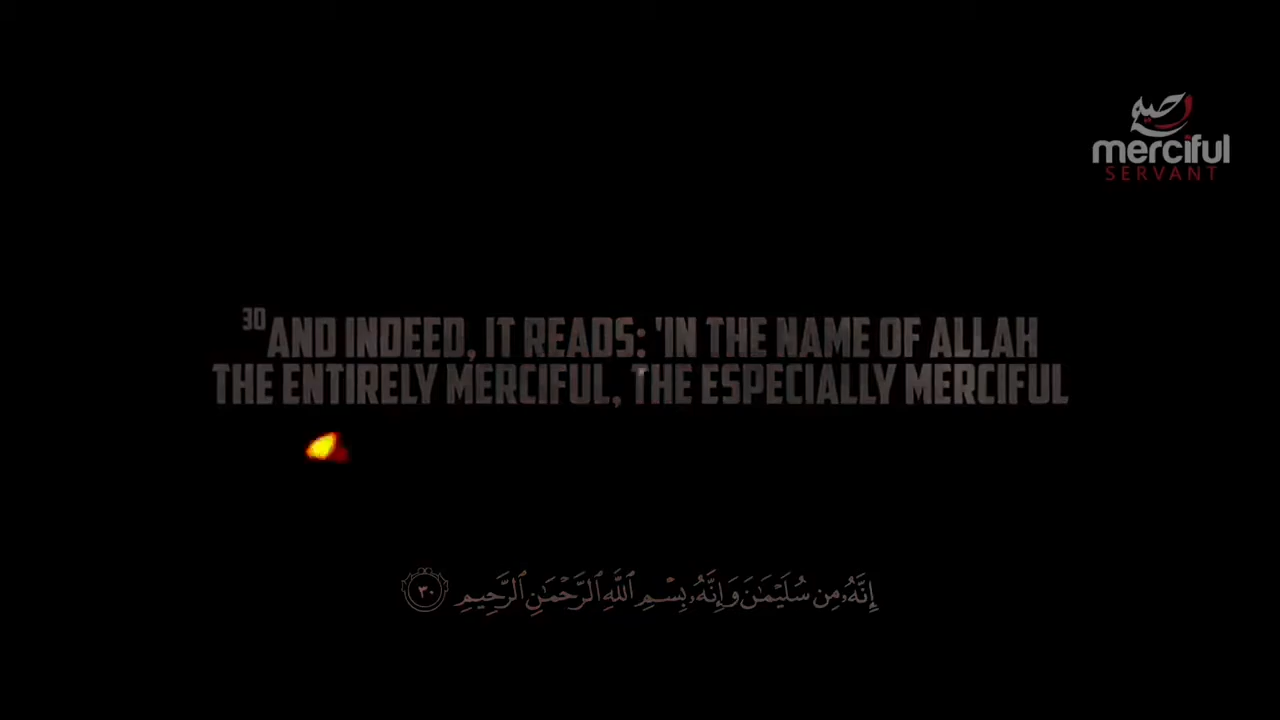 رحيم
merciful
SERVANT
30 AND INDEED, IT READS: 'IN THE NAME OF ALLAH
THE ENTIRELY MERCIFUL, THE ESPECIALLY MERCIFUL
إِنَّهُۥ مِن سُلَيْمَـٰنَ وَإِنَّهُۥ بِسْمِ ٱللَّهِ ٱلرَّحْمَـٰنِ ٱلرَّحِيمِ ٣٠